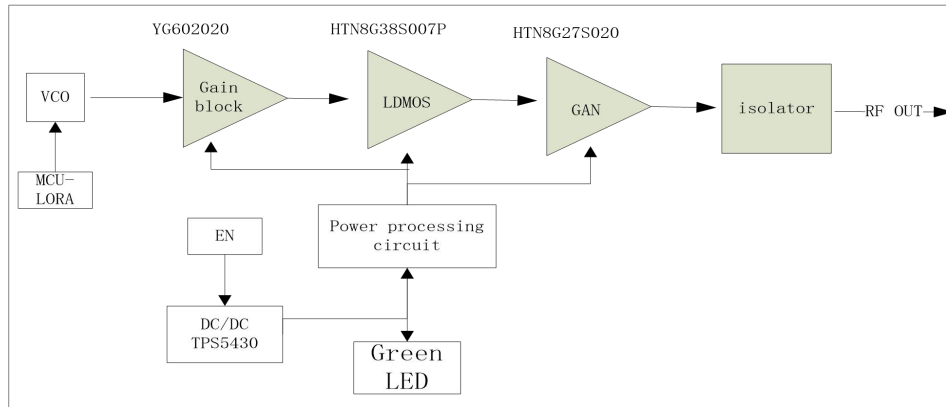 YG602020
HTN8G38S007P
HTN8G27S020
VCO
Gain
block
LDMOS
GAN
isolator
RF OUT
MCU-
LORA
EN
Power processing
circuit
DC/DC
TPS5430
Green
LED